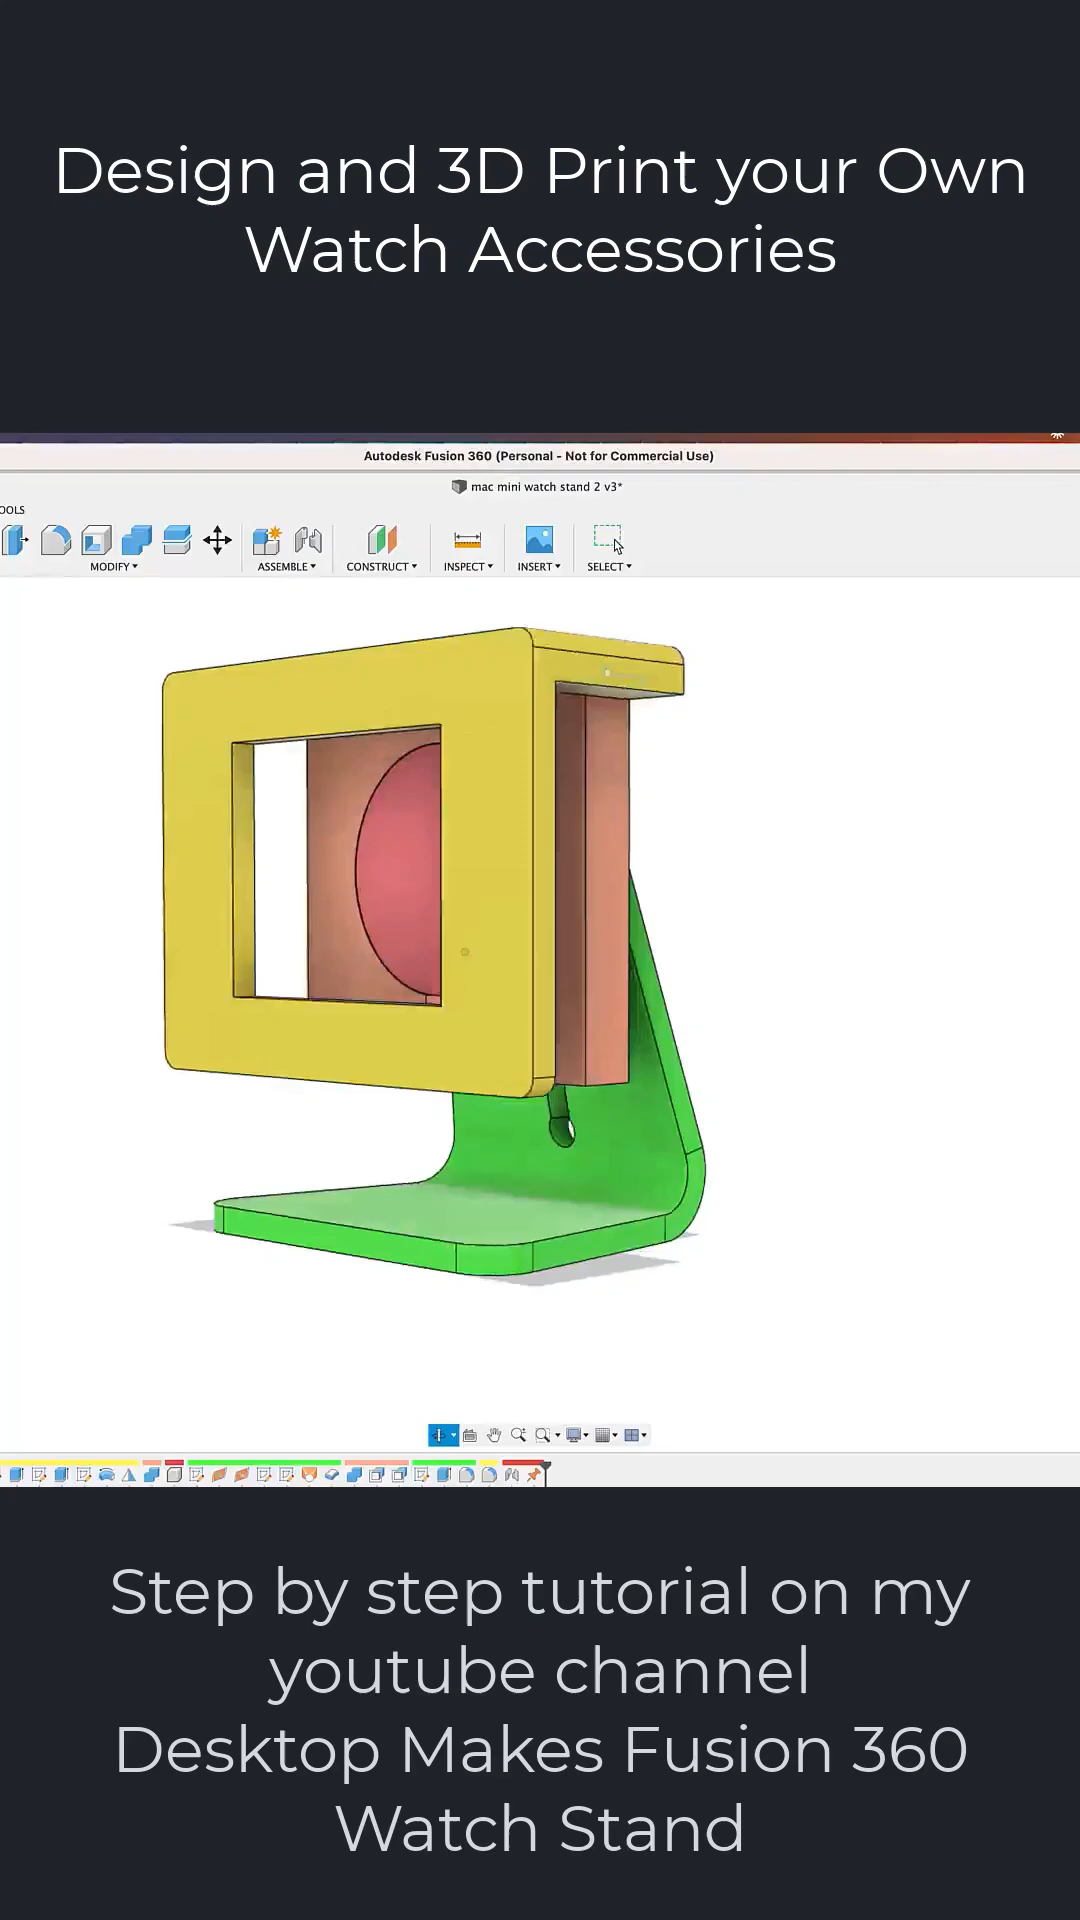 Design and 3D Print your Own
Watch Accessories
Autodesk Fusion 360 (Personal - Not for Commercial Use)
mac mini watch stand 2 v3*
OOLS
MODIFY ASSEMBLE CONSTRUCT INSPECT INSERT SELECT
Step by step tutorial on my
youtube channel
Desktop Makes Fusion 360
Watch Stand